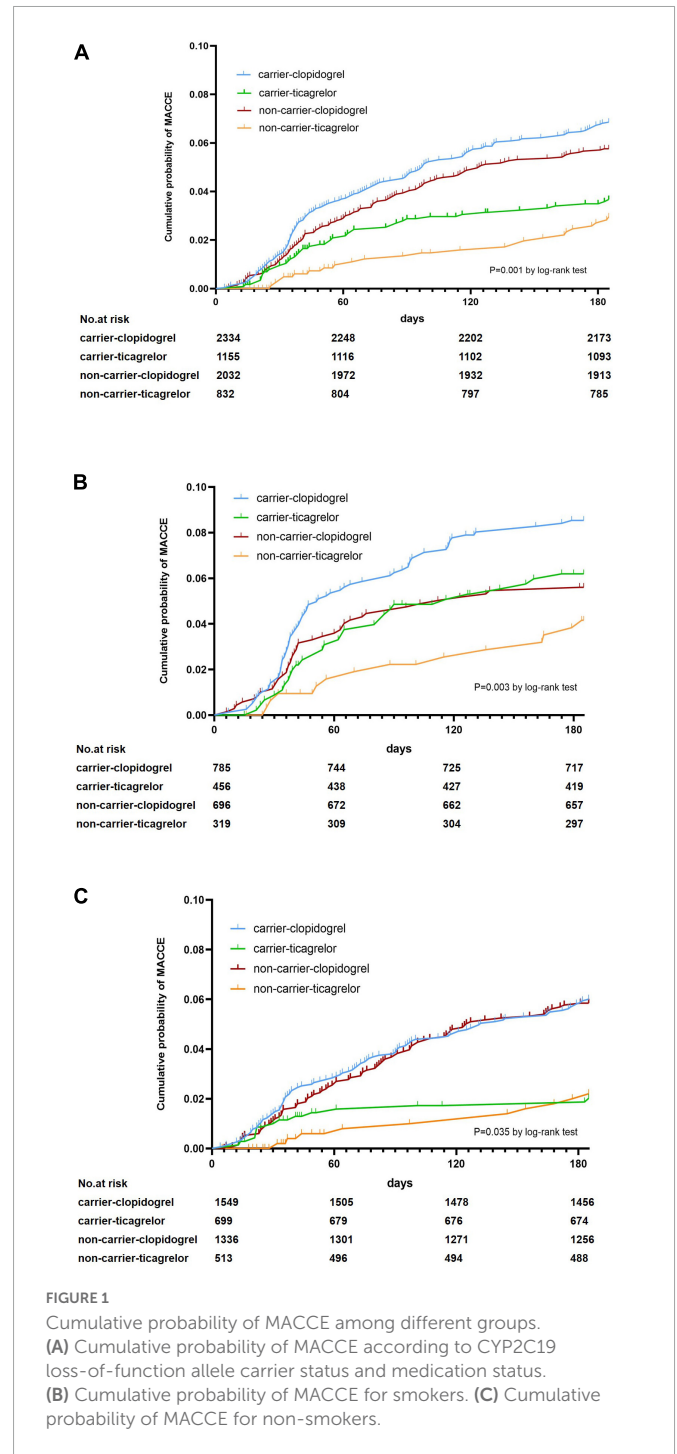 A
0.10
0.08
0.06
0.04
0.02
0.00
Cumulative probability of MACCE
carrier-clopidogrel
carrier-ticagrelor
non-carrier-clopidogrel
non-carrier-ticagrelor
P=0.001 by log-rank test
0 60 120 180
No.at risk days
carrier-clopidogrel 2334 2248 2202 2173
carrier-ticagrelor 1155 1116 1102 1093
non-carrier-clopidogrel 2032 1972 1932 1913
non-carrier-ticagrelor 832 804 797 785
B
0.10
0.08
0.06
0.04
0.02
0.00
Cumulative probability of MACCE
carrier-clopidogrel
carrier-ticagrelor
non-carrier-clopidogrel
non-carrier-ticagrelor
P=0.003 by log-rank test
0 60 120 180
No.at risk days
carrier-clopidogrel 785 744 725 717
carrier-ticagrelor 456 438 427 419
non-carrier-clopidogrel 696 672 662 657
non-carrier-ticagrelor 319 309 304 297
C
0.10
0.08
0.06
0.04
0.02
0.00
Cumulative probability of MACCE
carrier-clopidogrel
carrier-ticagrelor
non-carrier-clopidogrel
non-carrier-ticagrelor
P=0.035 by log-rank test
0 60 120 180
No.at risk days
carrier-clopidogrel 1549 1505 1478 1456
carrier-ticagrelor 699 679 676 674
non-carrier-clopidogrel 1336 1301 1271 1256
non-carrier-ticagrelor 513 496 494 488
FIGURE 1
Cumulative probability of MACCE among different groups.
(A) Cumulative probability of MACCE according to CYP2C19
loss-of-function allele carrier status and medication status.
(B) Cumulative probability of MACCE for smokers. (C) Cumulative
probability of MACCE for non-smokers.